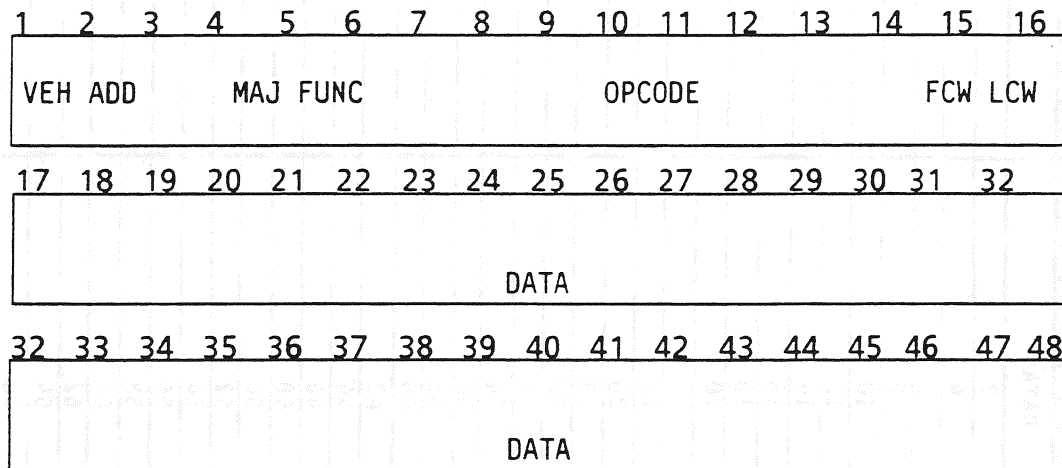 1 2 3 4 5 6 7 8 9 10 11 12 13 14 15 16
VEH ADD MAJ FUNC OPCODE FCW LCW
17 18 19 20 21 22 23 24 25 26 27 28 29 30 31 32
DATA
32 33 34 35 36 37 38 39 40 41 42 43 44 45 46 47 48
DATA